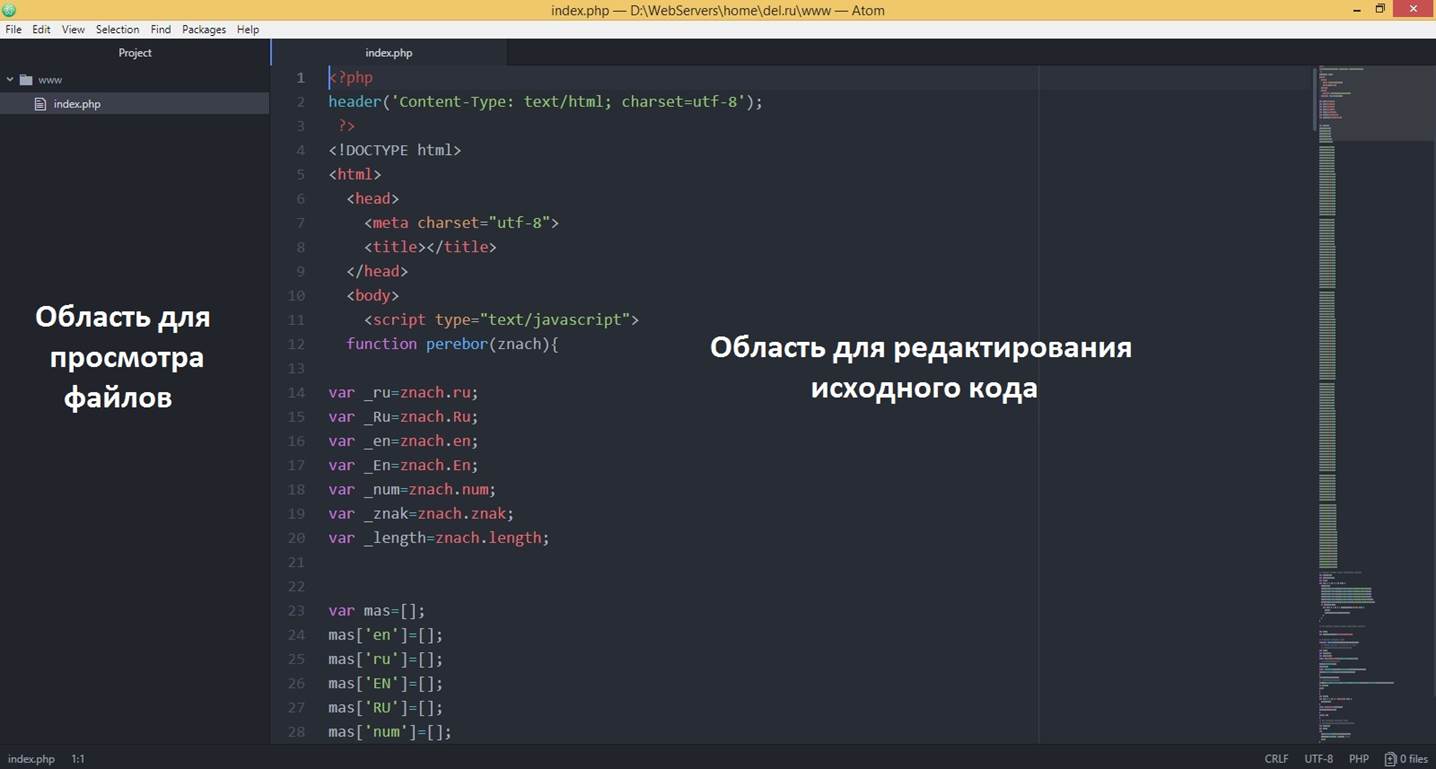 index.php — D:\WebServers\home\del.ru\www — Atom
File Edit View Selection Find Packages Help
Project
index.php
www
index.php
1 <?php
2 header('Content-Type: text/html; charset=utf-8');
3 ?>
4 <!DOCTYPE html>
5 <html>
6 <head>
7 <meta charset="utf-8">
8 <title></title>
9 </head>
10 <body>
11 <script type="text/javascript">
12 function perebor(znach){
13
14 var _ru=znach.ru;
15 var _Ru=znach.Ru;
16 var _en=znach.en;
17 var _En=znach.En;
18 var _num=znach.num;
19 var _znak=znach.znak;
20 var _length=znach.length;
21
22
23 var mas=[];
24 mas['en']=[];
25 mas['ru']=[];
26 mas['EN']=[];
27 mas['RU']=[];
28 mas['num']=[];
Область для
просмотра
файлов
Область для редактирования
исходного кода
index.php 1:1
CRLF UTF-8 PHP 0 files